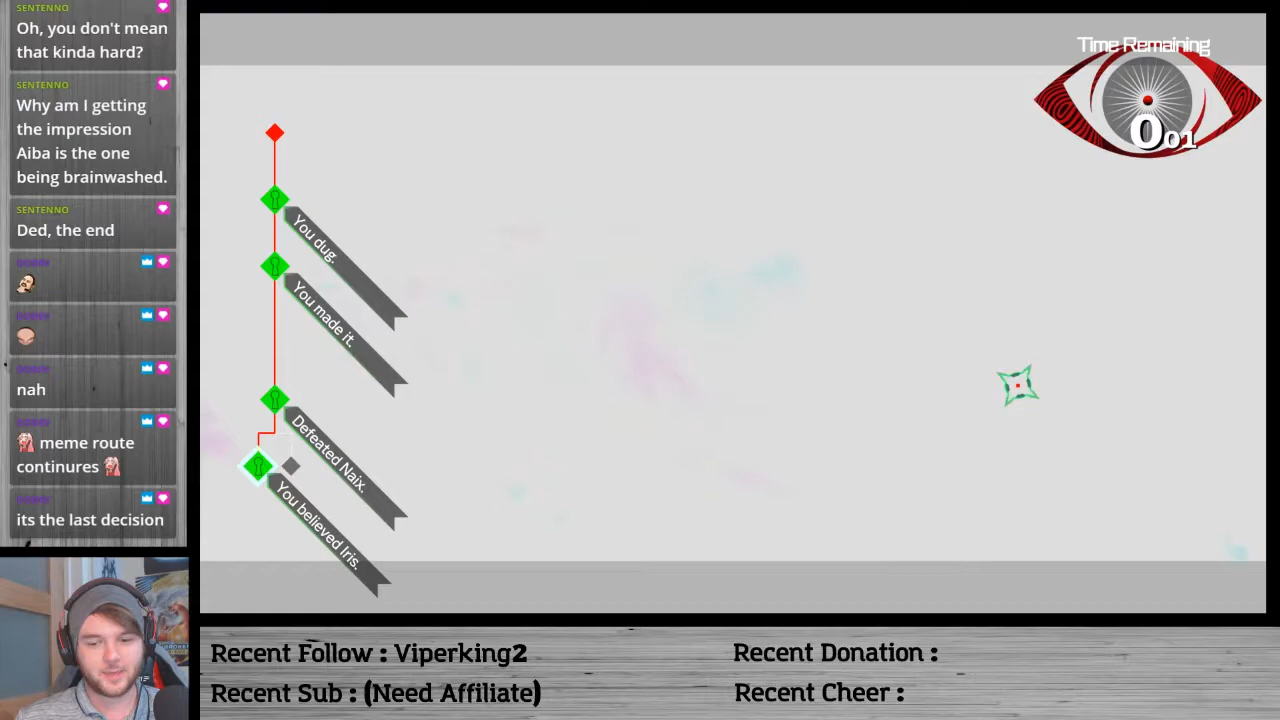 SENTENNO
Oh, you don't mean
that kinda hard?
SENTENNO
Why am I getting
the impression
Aiba is the one
being brainwashed.
SENTENNO
Ded, the end
nah
meme route
continures
its the last decision
Time Remaining
001
You dug.
You made it.
Defeated Naix.
You believed Iris.
Recent Follow : Viperking2
Recent Donation :
Recent Sub : (Need Affiliate)
Recent Cheer :